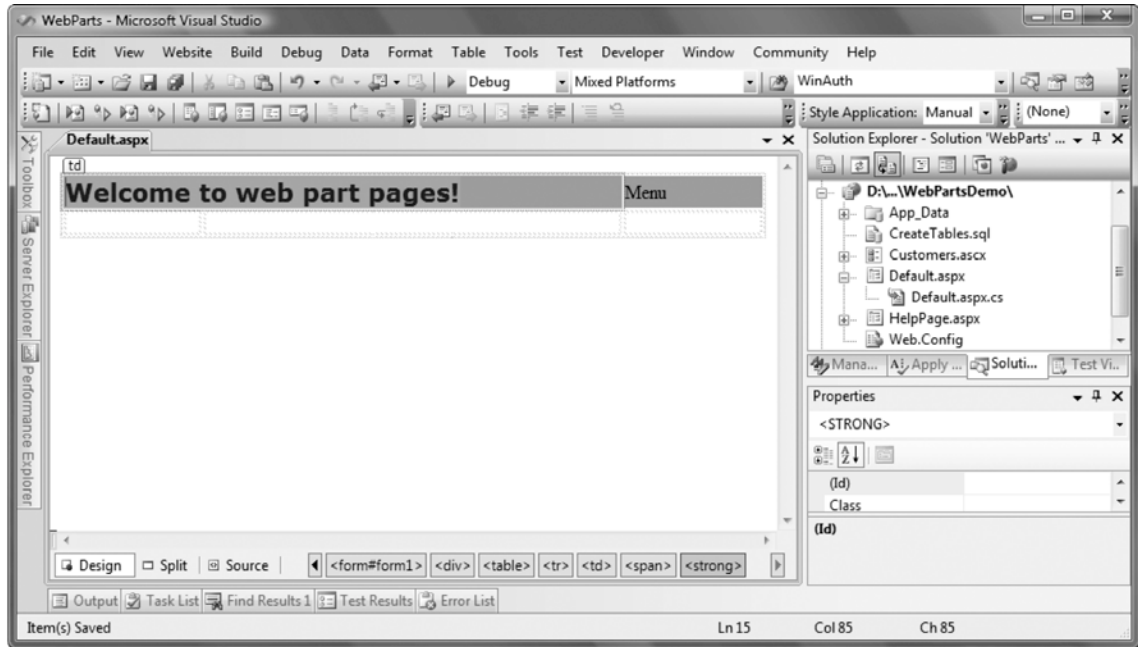 WebParts - Microsoft Visual Studio
File Edit View Website Build Debug Data Format Table Tools Test Developer Window Community Help
Debug Mixed Platforms WinAuth
Style Application: Manual (None)
Default.aspx
Solution Explorer - Solution 'WebParts' ...
Toolbox
Server Explorer
Performance Explorer
td
Welcome to web part pages! Menu
D:\...\WebPartsDemo\
App_Data
CreateTables.sql
Customers.ascx
Default.aspx
Default.aspx.cs
HelpPage.aspx
Web.Config
Mana... Apply ... Soluti... Test Vi...
Properties
<STRONG>
(Id)
Class
(Id)
Design Split Source <form#form1> <div> <table> <tr> <td> <span> <strong>
Output Task List Find Results 1 Test Results Error List
Item(s) Saved Ln 15 Col 85 Ch 85